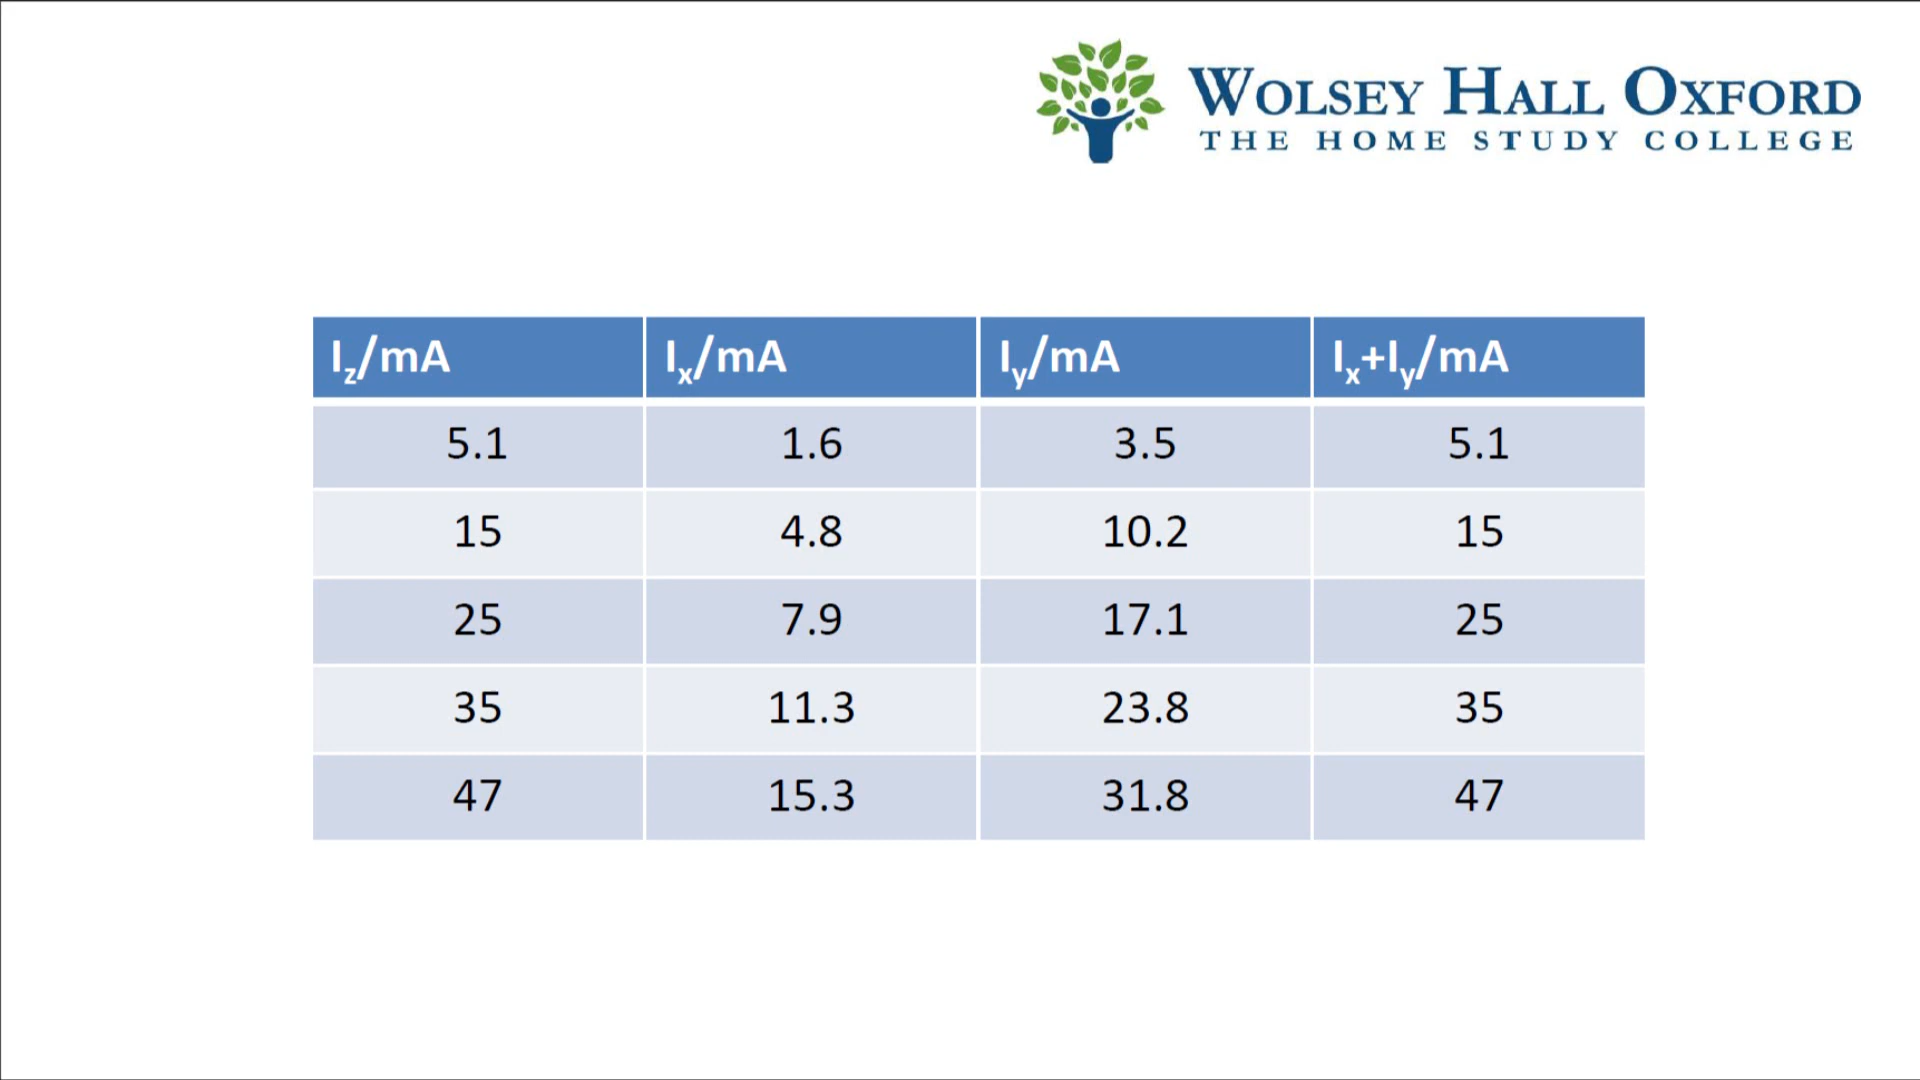 WOLSEY HALL OXFORD
THE HOME STUDY COLLEGE
Iz/mA Ix/mA Iy/mA Ix+Iy/mA
5.1 1.6 3.5 5.1
15 4.8 10.2 15
25 7.9 17.1 25
35 11.3 23.8 35
47 15.3 31.8 47